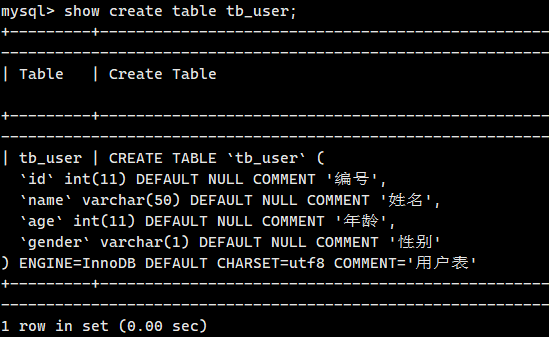 mysql> show create table tb_user;
+---------+--------------------------------------------------
--------------------------------------------------------------
| Table   | Create Table
+---------+--------------------------------------------------
--------------------------------------------------------------
| tb_user | CREATE TABLE `tb_user` (
  `id` int(11) DEFAULT NULL COMMENT '编号',
  `name` varchar(50) DEFAULT NULL COMMENT '姓名',
  `age` int(11) DEFAULT NULL COMMENT '年龄',
  `gender` varchar(1) DEFAULT NULL COMMENT '性别'
) ENGINE=InnoDB DEFAULT CHARSET=utf8 COMMENT='用户表'
+---------+--------------------------------------------------
--------------------------------------------------------------
1 row in set (0.00 sec)